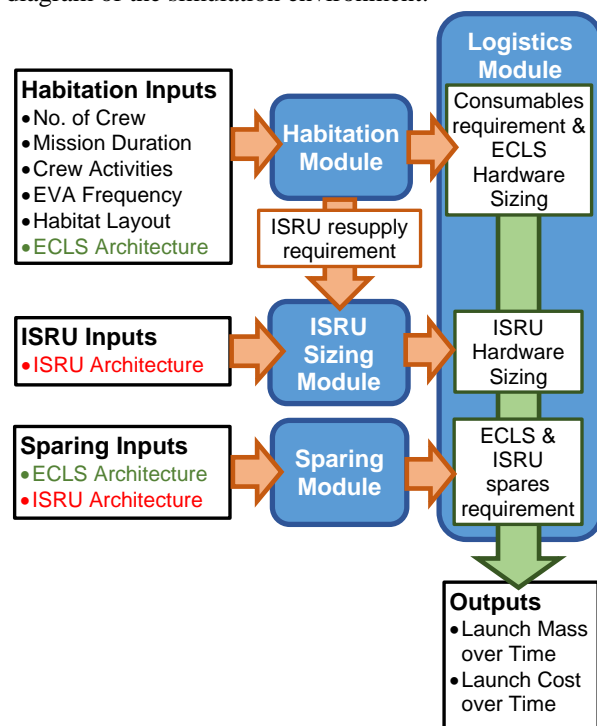 diagram of the simulation environment.
Logistics
Module
Habitation Inputs
•No. of Crew
•Mission Duration
•Crew Activities
•EVA Frequency
•Habitat Layout
•ECLS Architecture
Habitation
Module
Consumables
requirement &
ECLS
Hardware
Sizing
ISRU resupply
requirement
ISRU Inputs
•ISRU Architecture
ISRU
Sizing
Module
ISRU
Hardware
Sizing
Sparing Inputs
•ECLS Architecture
•ISRU Architecture
Sparing
Module
ECLS &
ISRU
spares
requirement
Outputs
•Launch Mass
over Time
•Launch Cost
over Time